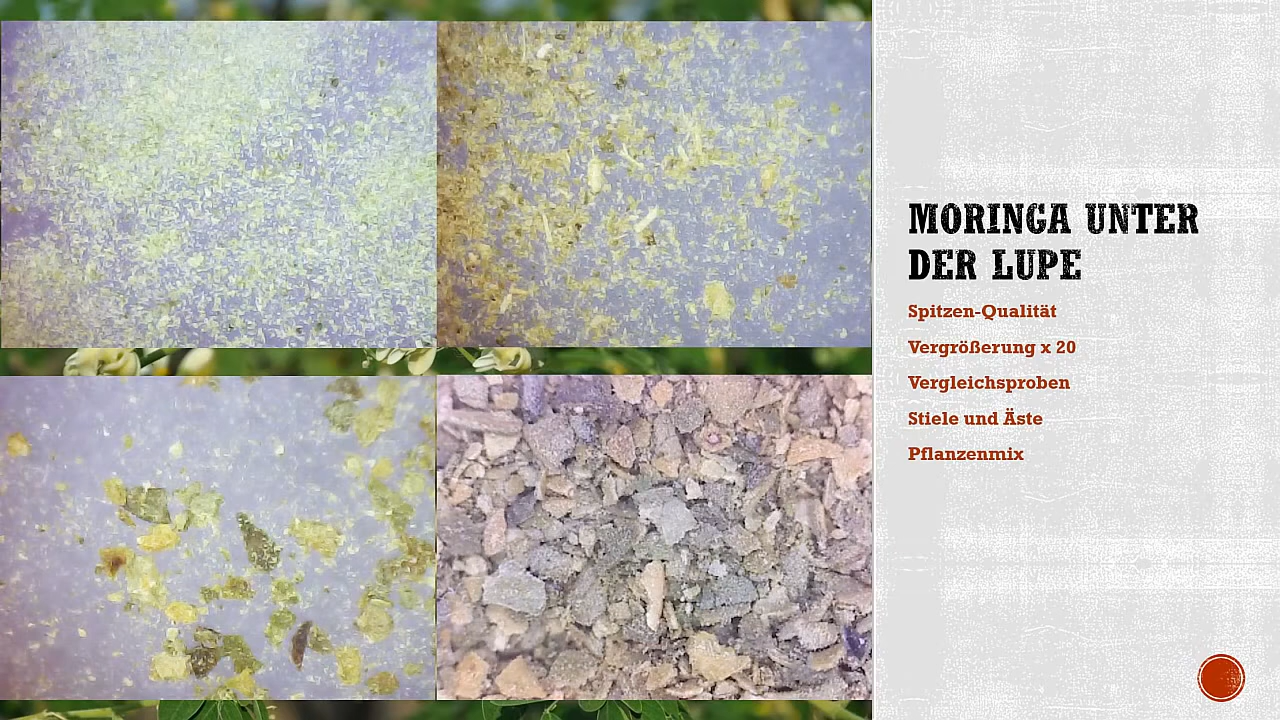 MORINGA UNTER
DER LUPE
Spitzen-Qualität
Vergrößerung x 20
Vergleichsproben
Stiele und Äste
Pflanzenmix